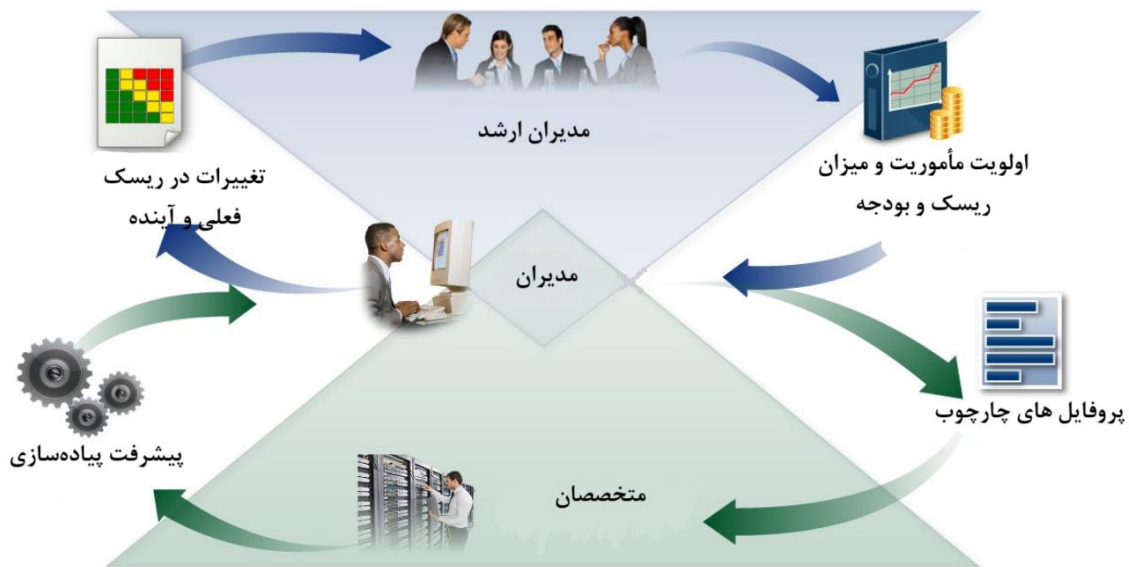 مدیران ارشد
اولویت مأموریت و میزان
ریسک و بودجه
تغییرات در ریسک
فعلی و آینده
مدیران
پروفایل های چارچوب
پیشرفت پیاده‌سازی
متخصصان